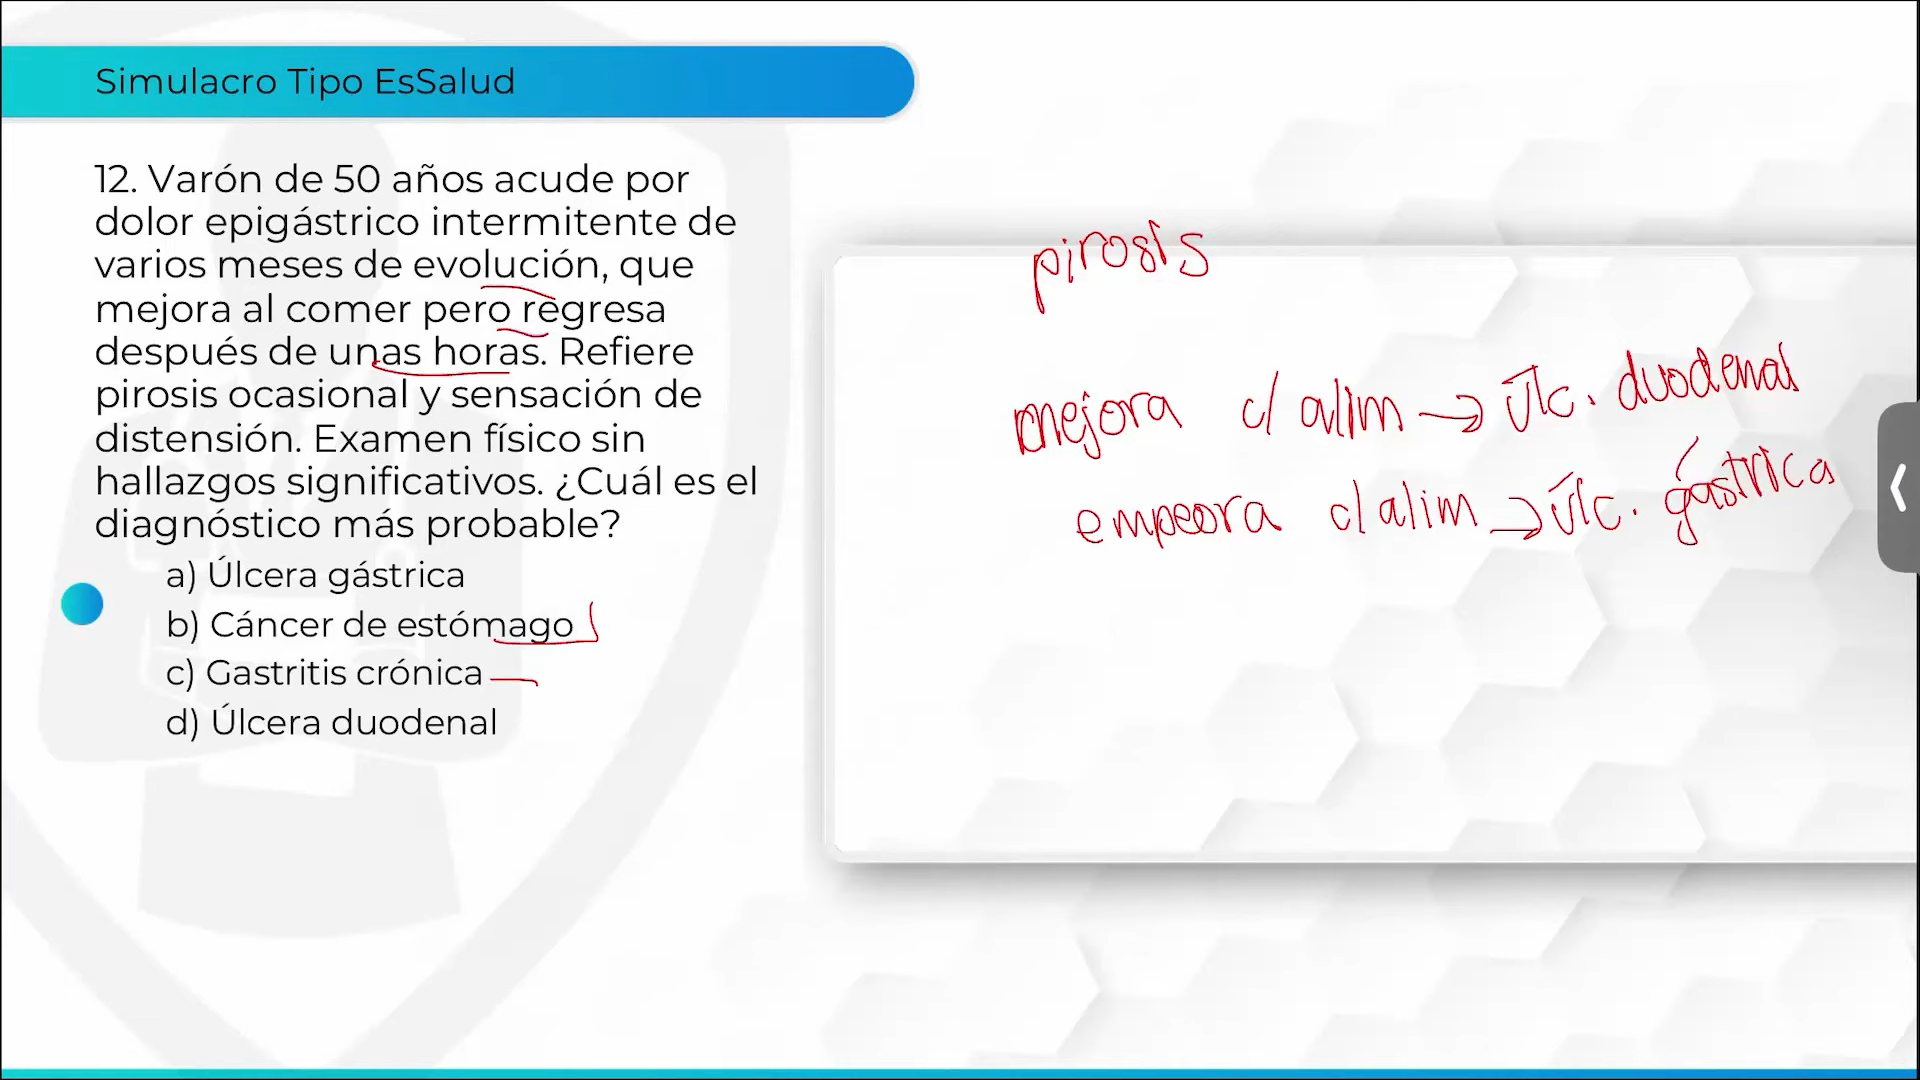 Simulacro Tipo EsSalud
12. Varón de 50 años acude por
dolor epigástrico intermitente de
varios meses de evolución, que
mejora al comer pero regresa
después de unas horas. Refiere
pirosis ocasional y sensación de
distensión. Examen físico sin
hallazgos significativos. ¿Cuál es el
diagnóstico más probable?
a) Úlcera gástrica
b) Cáncer de estómago
c) Gastritis crónica
d) Úlcera duodenal
pirosis
mejora c/ alim → Úlc. duodenal
empeora c/ alim → Úlc. gástrica